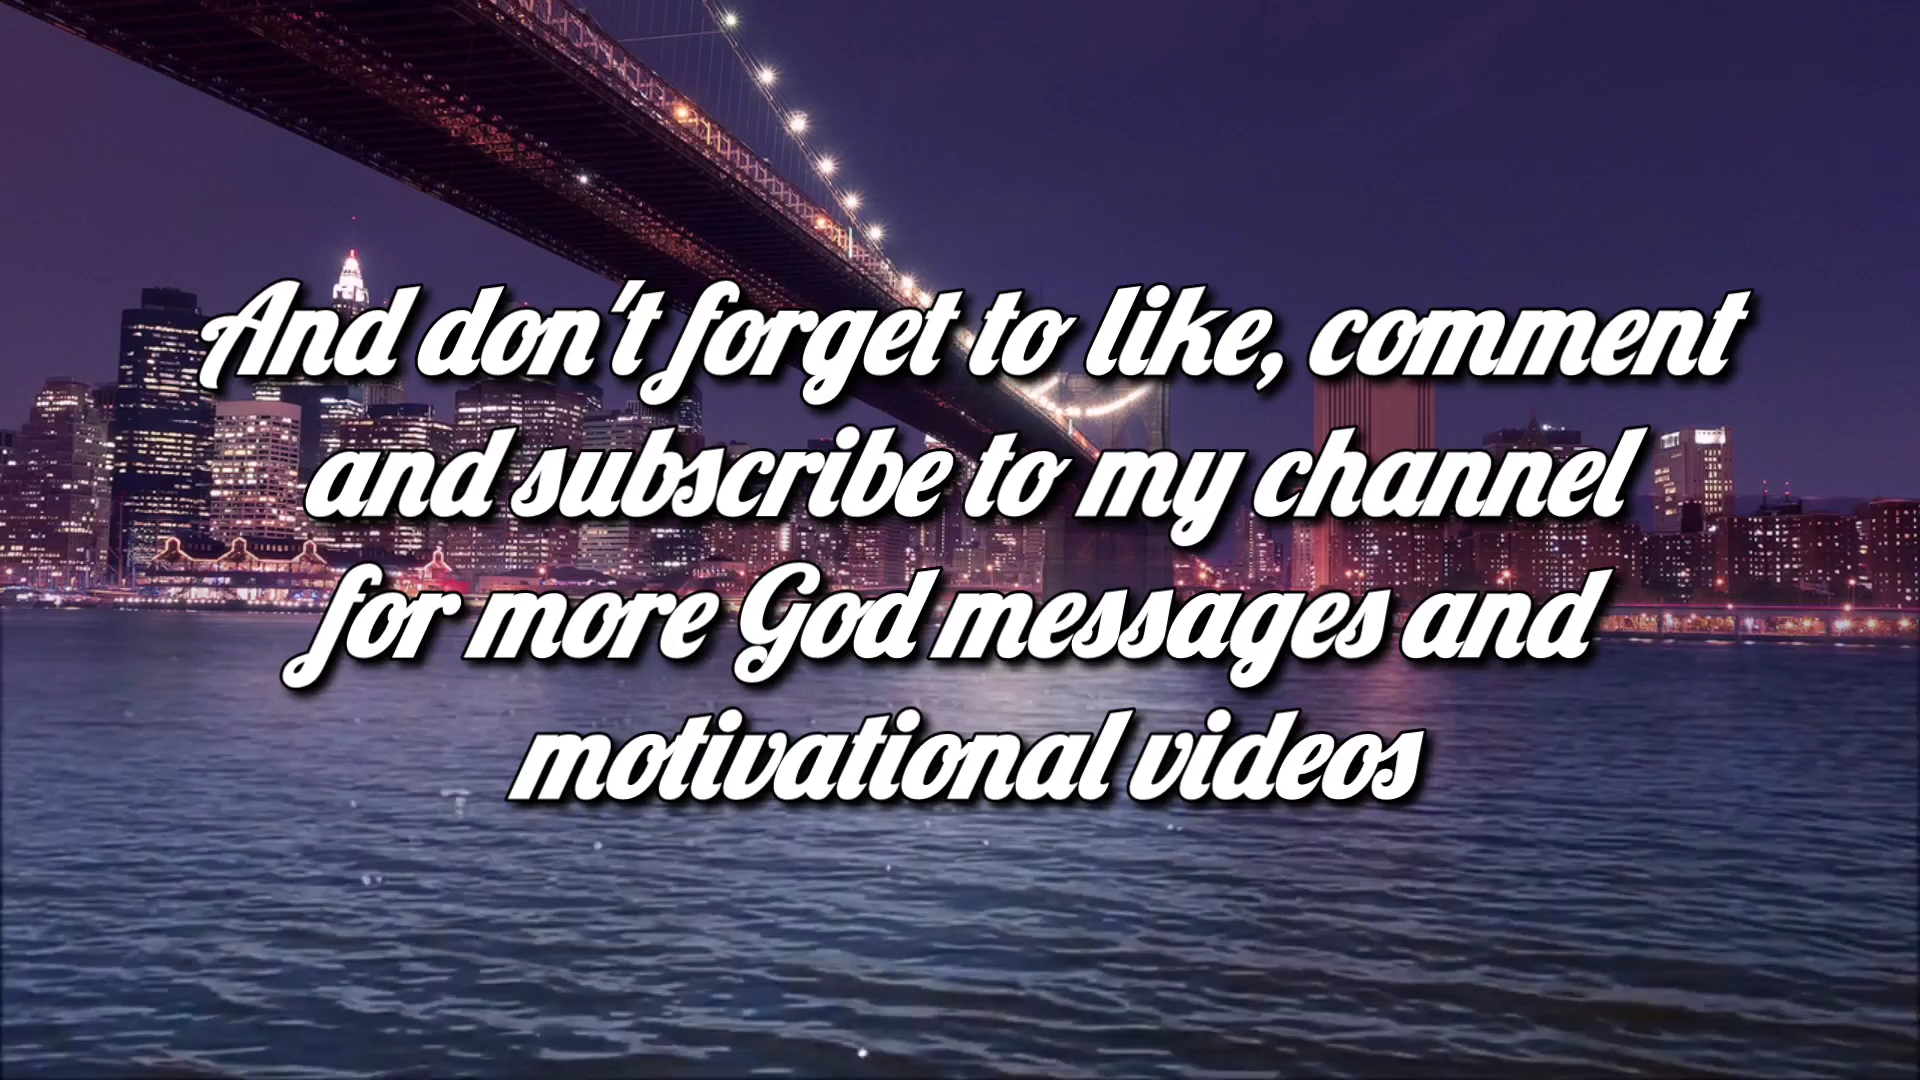 And don't forget to like, comment
and subscribe to my channel
for more God messages and
motivational videos